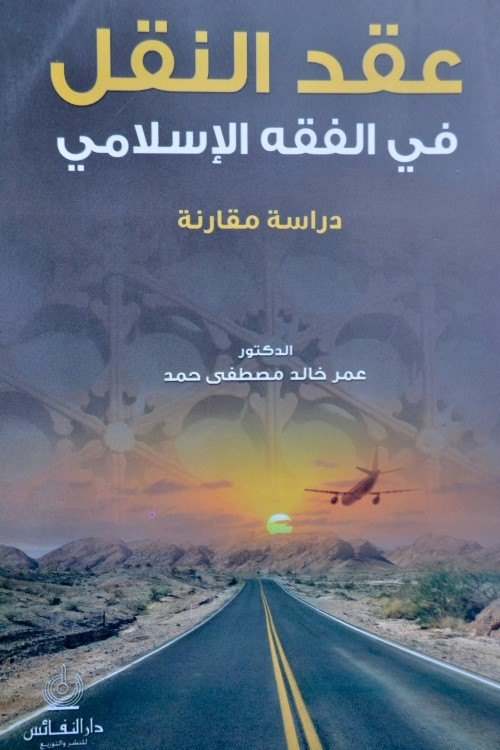 عقد النقل
في الفقه الإسلامي
دراسة مقارنة
الدكتور
عمر خالد مصطفى حمد
دار النفائس
للنشر والتوزيع